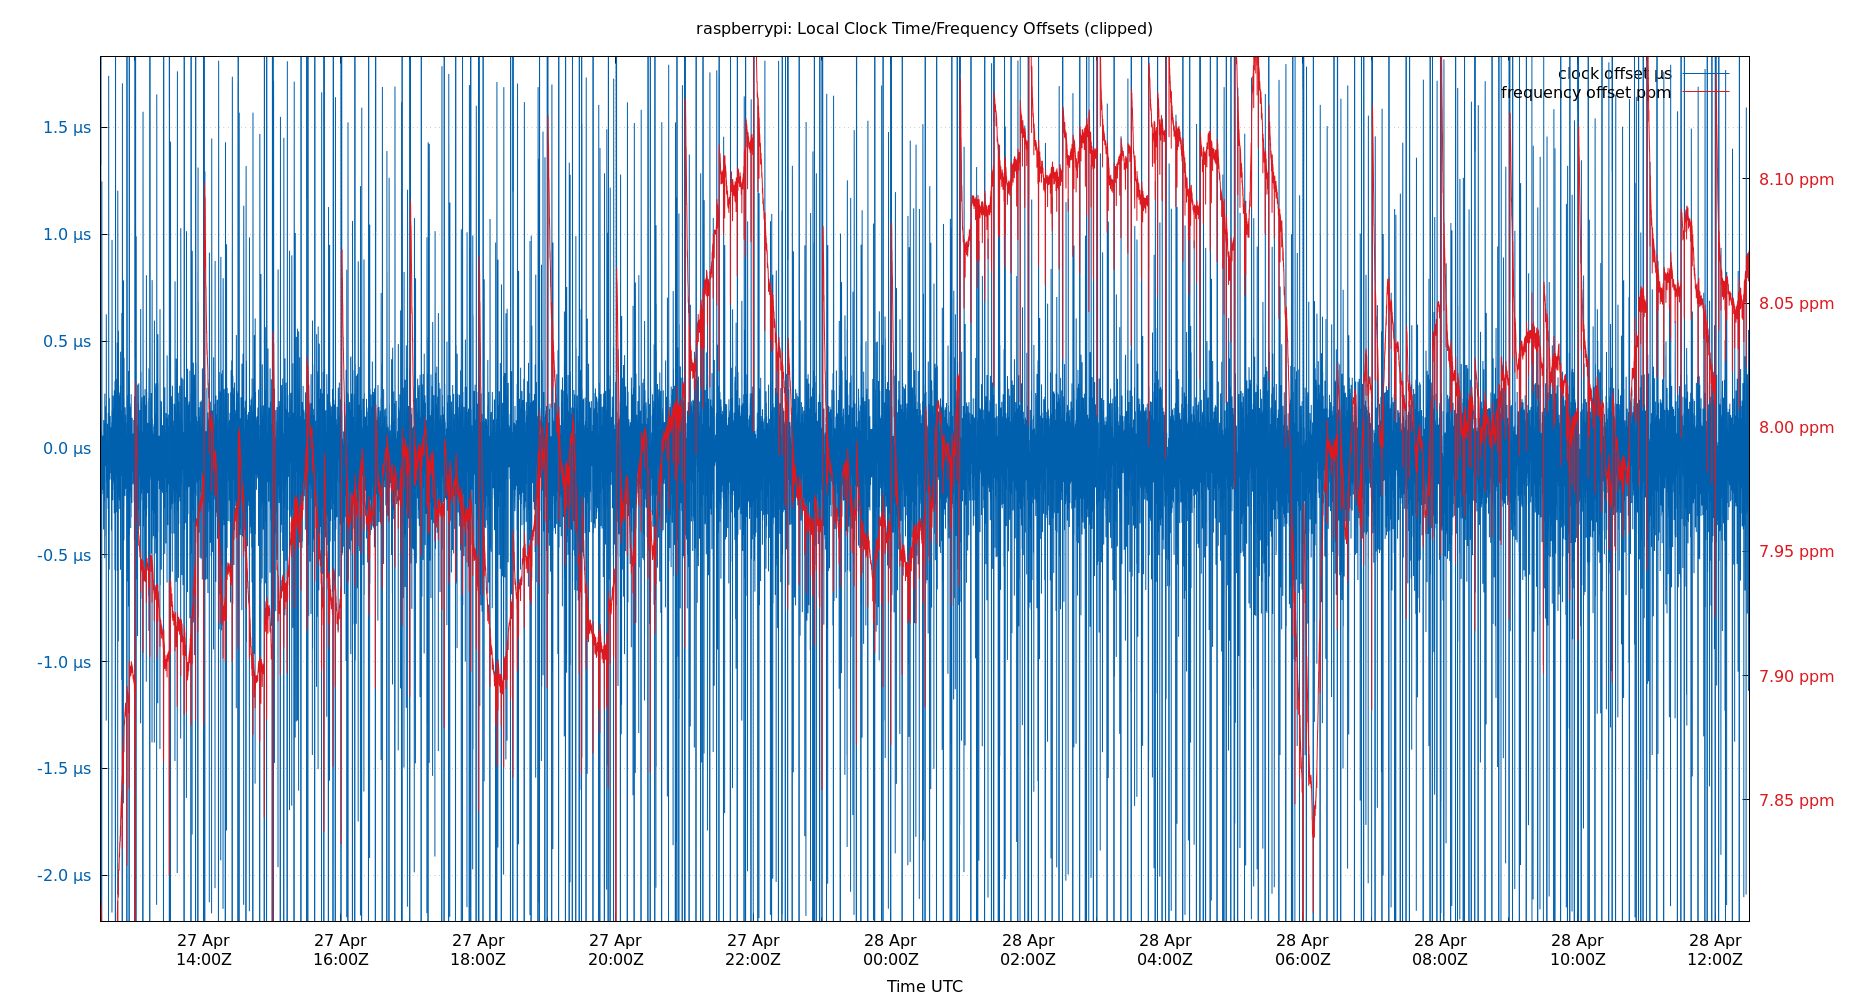 raspberrypi: Local Clock Time/Frequency Offsets (clipped)
clock offset µs
frequency offset ppm
1.5 µs
1.0 µs
0.5 µs
0.0 µs
-0.5 µs
-1.0 µs
-1.5 µs
-2.0 µs
8.10 ppm
8.05 ppm
8.00 ppm
7.95 ppm
7.90 ppm
7.85 ppm
27 Apr 27 Apr 27 Apr 27 Apr 27 Apr 28 Apr 28 Apr 28 Apr 28 Apr 28 Apr 28 Apr 28 Apr
14:00Z 16:00Z 18:00Z 20:00Z 22:00Z 00:00Z 02:00Z 04:00Z 06:00Z 08:00Z 10:00Z 12:00Z
Time UTC